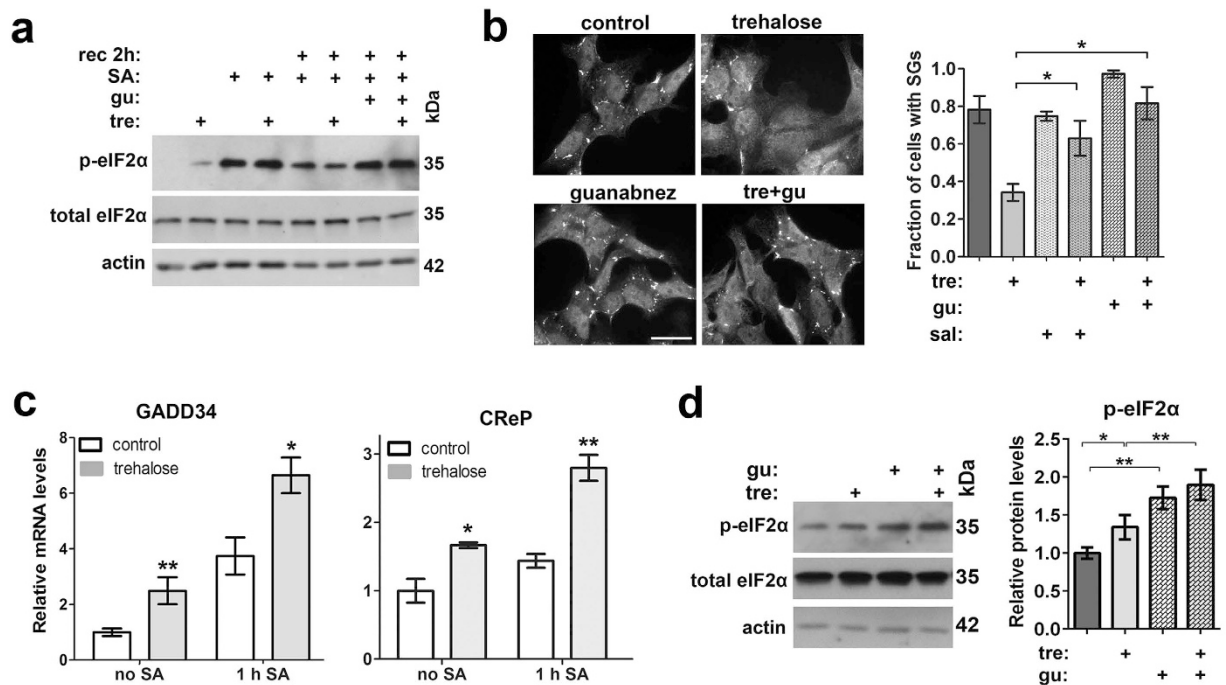 a
rec 2h: + + + +
SA: + + + + + +
gu: + +
tre: + + + +
kDa
p-eIF2α 35
total eIF2α 35
actin 42
b
control trehalose
guanabnez tre+gu
Fraction of cells with SGs
1.0
0.8
0.6
0.4
0.2
0.0
* *
tre: + + +
gu: + +
sal: + +
c
GADD34
Relative mRNA levels
8
6
4
2
0
control
trehalose
** *
no SA 1 h SA
CReP
3
2
1
0
control
trehalose
* **
no SA 1 h SA
d
gu: + +
tre: + +
kDa
p-eIF2α 35
total eIF2α 35
actin 42
p-eIF2α
Relative protein levels
2.5
2.0
1.5
1.0
0.5
0.0
* **
**
tre: + +
gu: + +